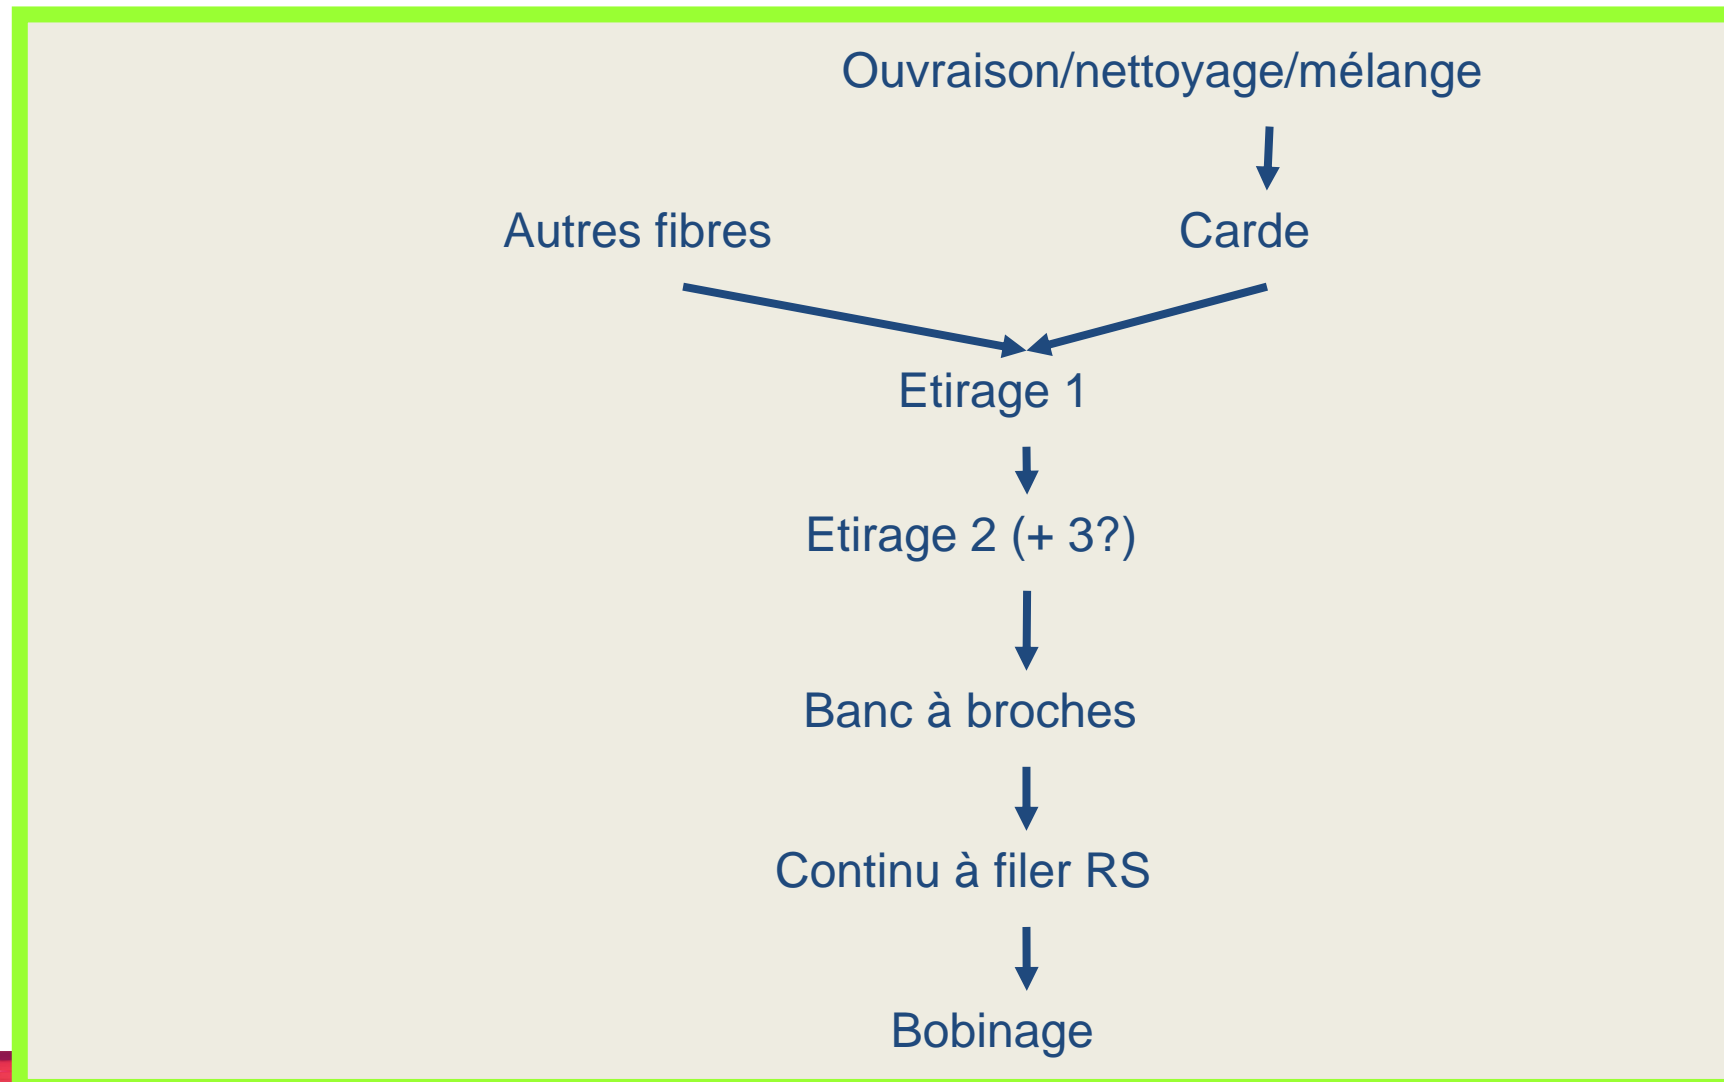 Ouvraison/nettoyage/mélange
Autres fibres
Carde
Etirage 1
Etirage 2 (+ 3?)
Banc à broches
Continu à filer RS
Bobinage